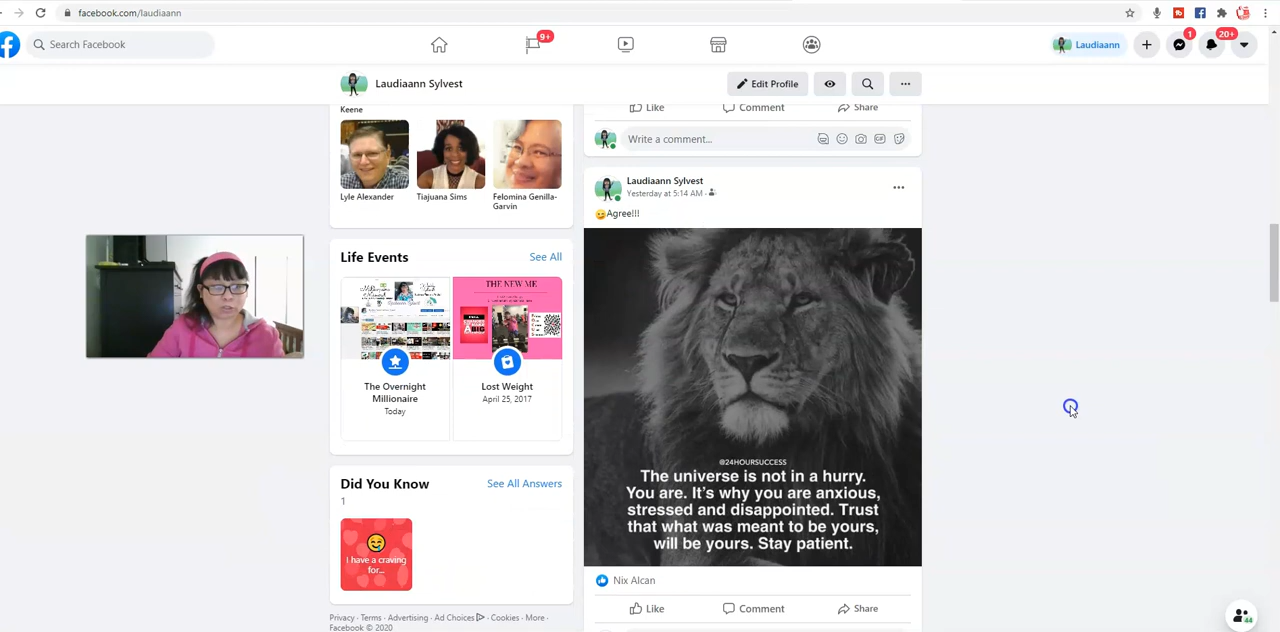 facebook.com/laudiaann
Search Facebook
9+
Laudiaann
1
20+
Laudiaann Sylvest
Edit Profile
Keene
Lyle Alexander
Tiajuana Sims
Felomina Genilla-
Garvin
Life Events
See All
THE NEW ME
The Overnight
Millionaire
Today
Lost Weight
April 25, 2017
Did You Know
See All Answers
1
I have a craving
for...
Privacy · Terms · Advertising · Ad Choices · Cookies · More ·
Facebook © 2020
Like
Comment
Share
Write a comment...
GIF
Laudiaann Sylvest
Yesterday at 5:14 AM ·
Agree!!!
@24HOURSUCCESS
The universe is not in a hurry.
You are. It's why you are anxious,
stressed and disappointed. Trust
that what was meant to be yours,
will be yours. Stay patient.
Nix Alcan
Like
Comment
Share
44